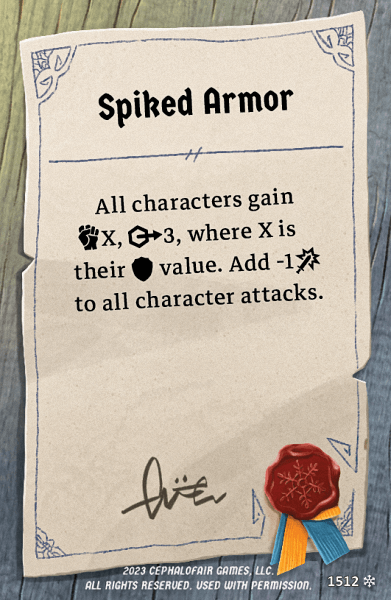 Spiked Armor
All characters gain
X, 3, where X is
their value. Add -1
to all character attacks.
2023 CEPHALOFAIR GAMES, LLC.
ALL RIGHTS RESERVED. USED WITH PERMISSION.
1512